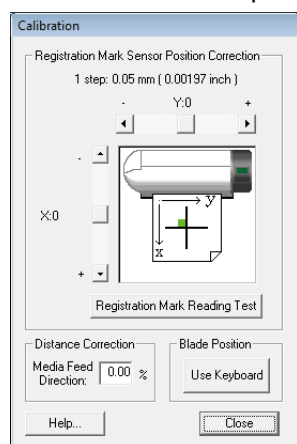 Calibration
Registration Mark Sensor Position Correction
1 step: 0.05 mm ( 0.00197 inch )
- Y:0 +
-
y
X:0
x
+
Registration Mark Reading Test
Distance Correction
Media Feed
Direction: 0.00 %
Blade Position
Use Keyboard
Help... Close